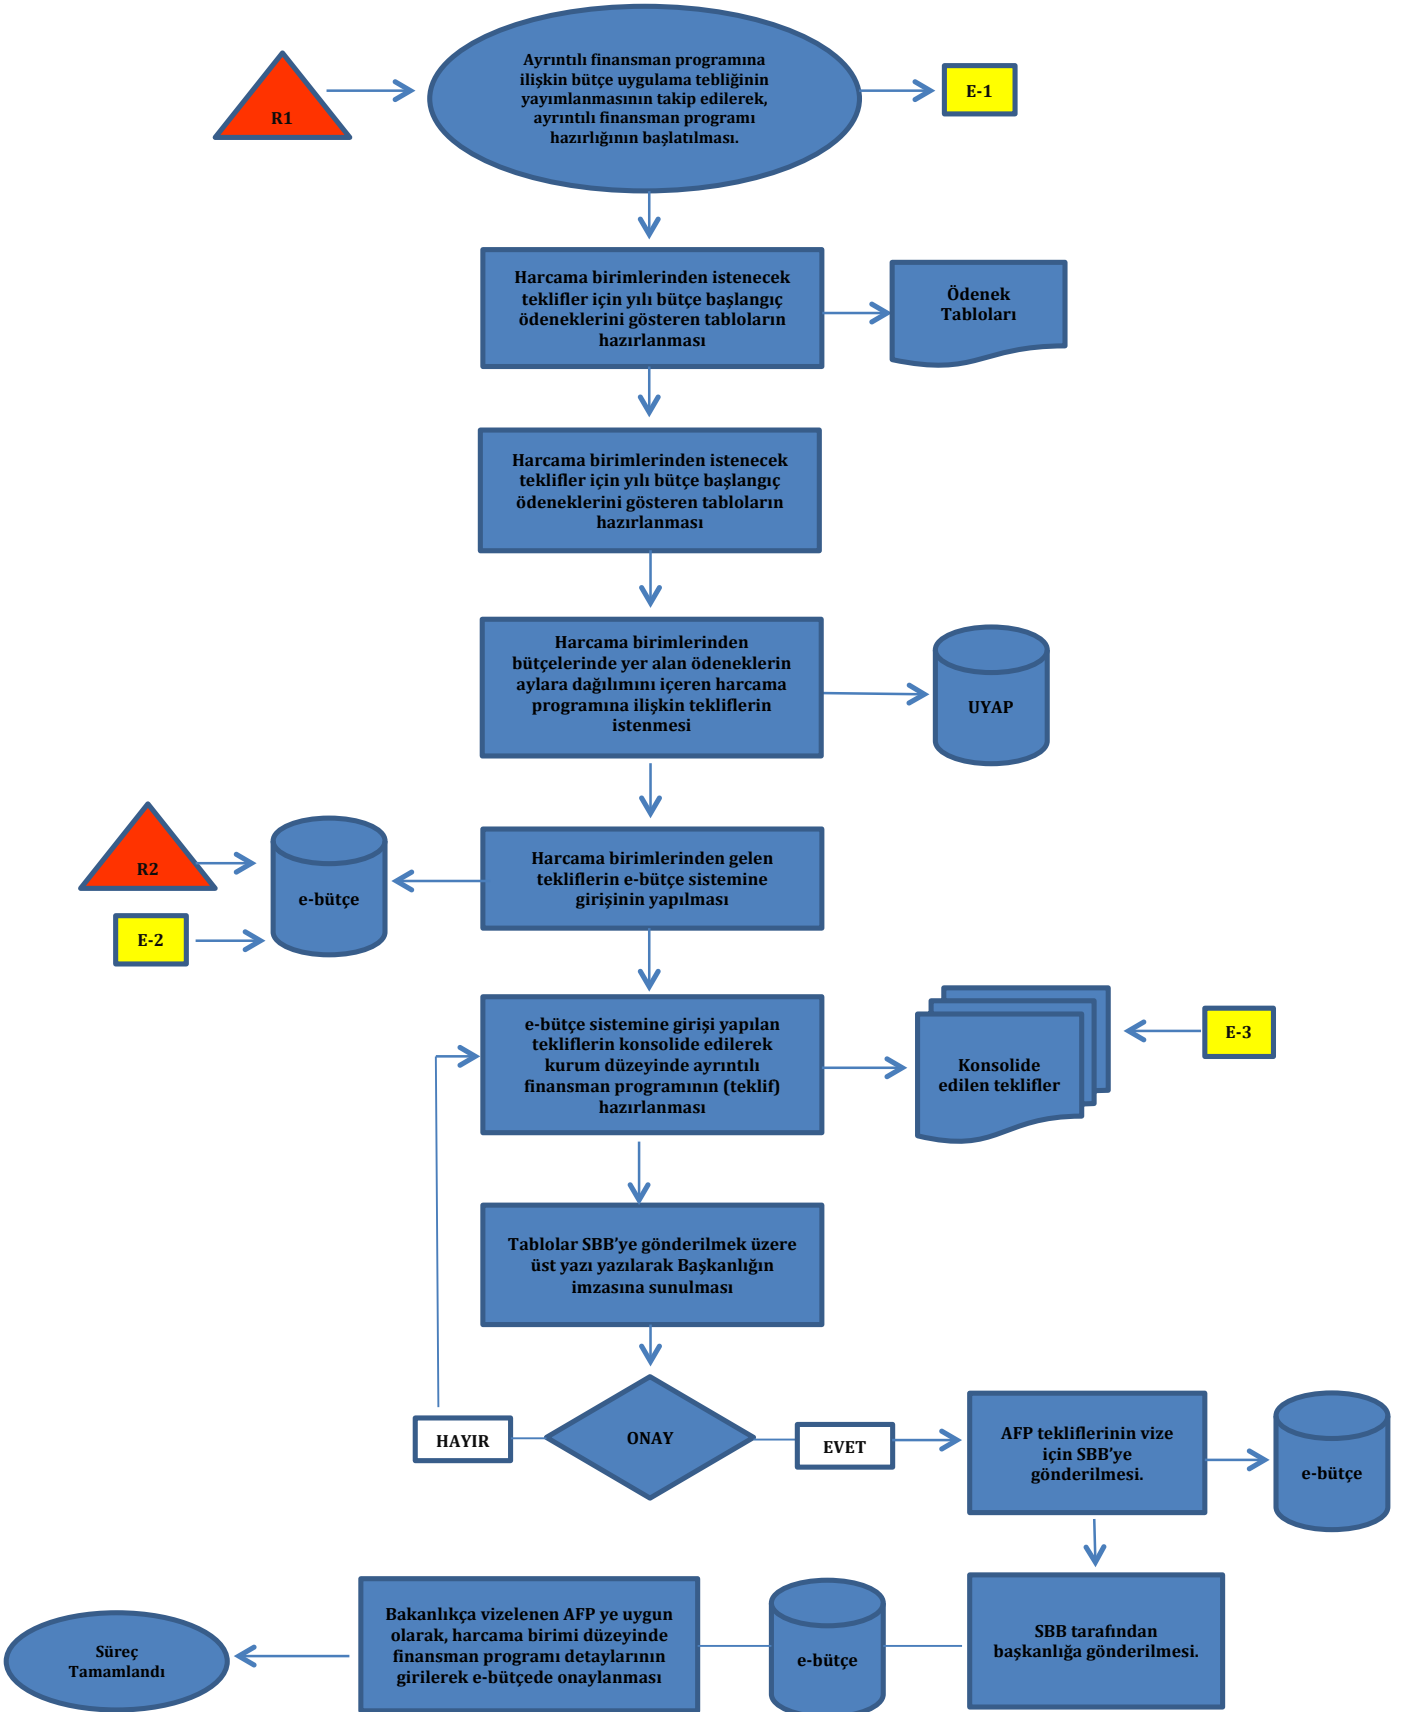 Ayrıntılı finansman programına
ilişkin bütçe uygulama tebliğinin
yayımlanmasının takip edilerek,
ayrıntılı finansman programı
hazırlığının başlatılması.
R1
E-1
Harcama birimlerinden istenecek
teklifler için yılı bütçe başlangıç
ödeneklerini gösteren tabloların
hazırlanması
Ödenek
Tabloları
Harcama birimlerinden istenecek
teklifler için yılı bütçe başlangıç
ödeneklerini gösteren tabloların
hazırlanması
Harcama birimlerinden
bütçelerinde yer alan ödeneklerin
aylara dağılımını içeren harcama
programına ilişkin tekliflerin
istenmesi
UYAP
R2
e-bütçe
E-2
Harcama birimlerinden gelen
tekliflerin e-bütçe sistemine
girişinin yapılması
e-bütçe sistemine girişi yapılan
tekliflerin konsolide edilerek
kurum düzeyinde ayrıntılı
finansman programının (teklif)
hazırlanması
Konsolide
edilen teklifler
E-3
Tablolar SBB’ye gönderilmek üzere
üst yazı yazılarak Başkanlığın
imzasına sunulması
HAYIR
ONAY
EVET
AFP tekliflerinin vize
için SBB’ye
gönderilmesi.
e-bütçe
SBB tarafından
başkanlığa gönderilmesi.
e-bütçe
Bakanlıkça vizelenen AFP ye uygun
olarak, harcama birimi düzeyinde
finansman programı detaylarının
girilerek e-bütçede onaylanması
Süreç
Tamamlandı